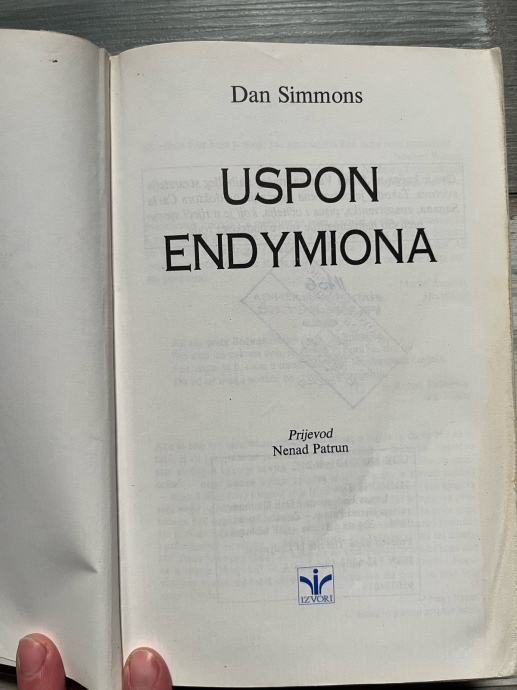 Dan Simmons
USPON
ENDYMIONA
Prijevod
Nenad Patrun
IZVORI